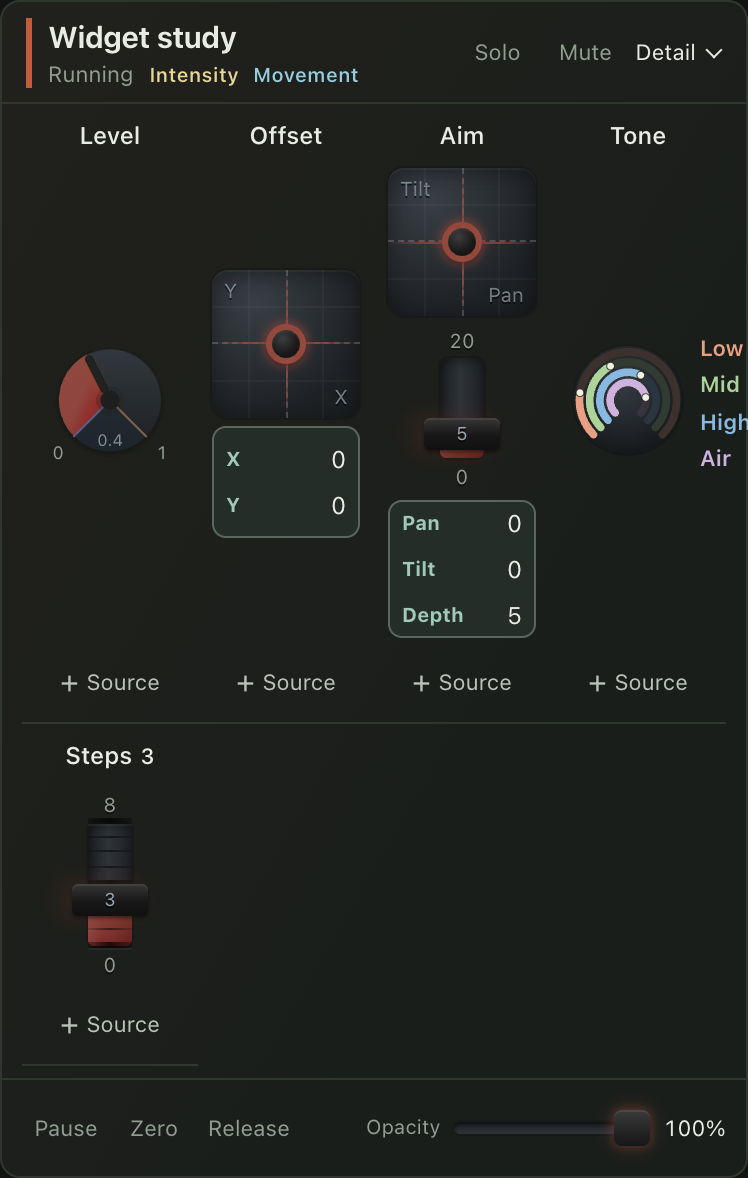 Widget study
Running Intensity Movement
Solo Mute Detail
Level Offset Aim Tone
Tilt
Pan
Y
X
20
5
0
0.4
0 1
Low
Mid
High
Air
X 0
Y 0
Pan 0
Tilt 0
Depth 5
+ Source + Source + Source + Source
Steps 3
8
3
0
+ Source
Pause Zero Release Opacity 100%